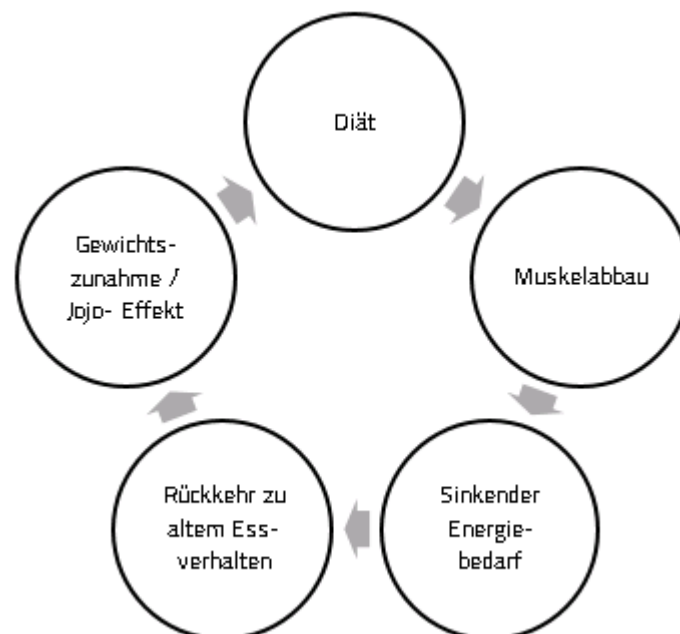 Diät
Muskelabbau
Sinkender
Energie-
bedarf
Rückkehr zu
altem Ess-
verhalten
Gewichts-
zunahme /
Jojo- Effekt